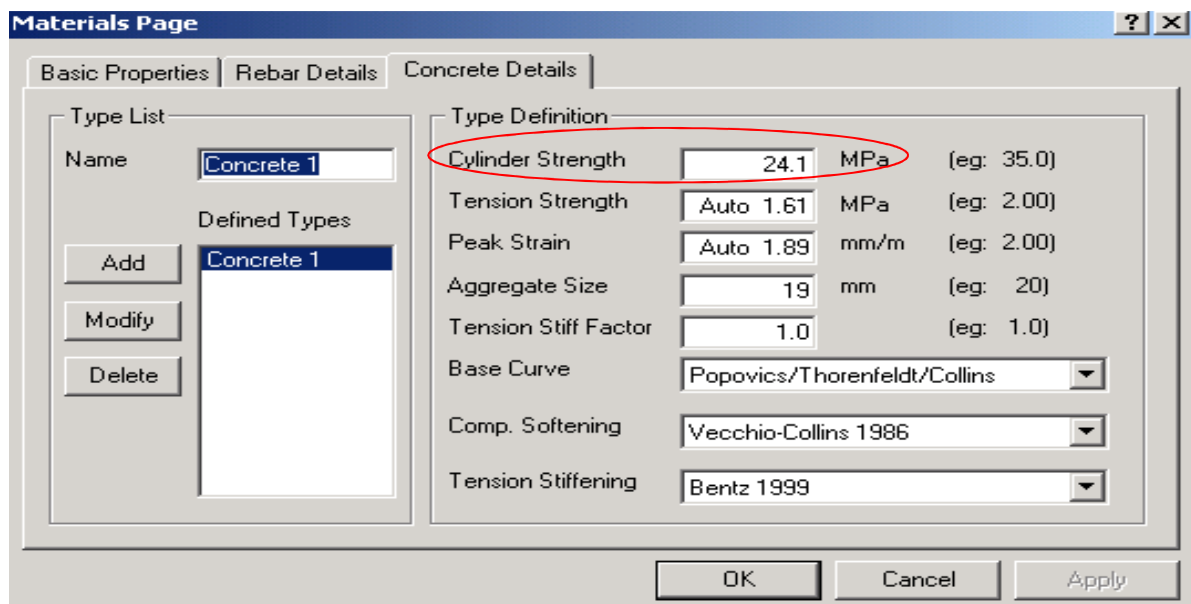 Materials Page
Basic Properties Rebar Details Concrete Details
Type List
Name Concrete 1
Defined Types
Concrete 1
Add
Modify
Delete
Type Definition
Cylinder Strength 24.1 MPa (eg: 35.0)
Tension Strength Auto 1.61 MPa (eg: 2.00)
Peak Strain Auto 1.89 mm/m (eg: 2.00)
Aggregate Size 19 mm (eg: 20)
Tension Stiff Factor 1.0 (eg: 1.0)
Base Curve Popovics/Thorenfeldt/Collins
Comp. Softening Vecchio-Collins 1986
Tension Stiffening Bentz 1999
OK Cancel Apply